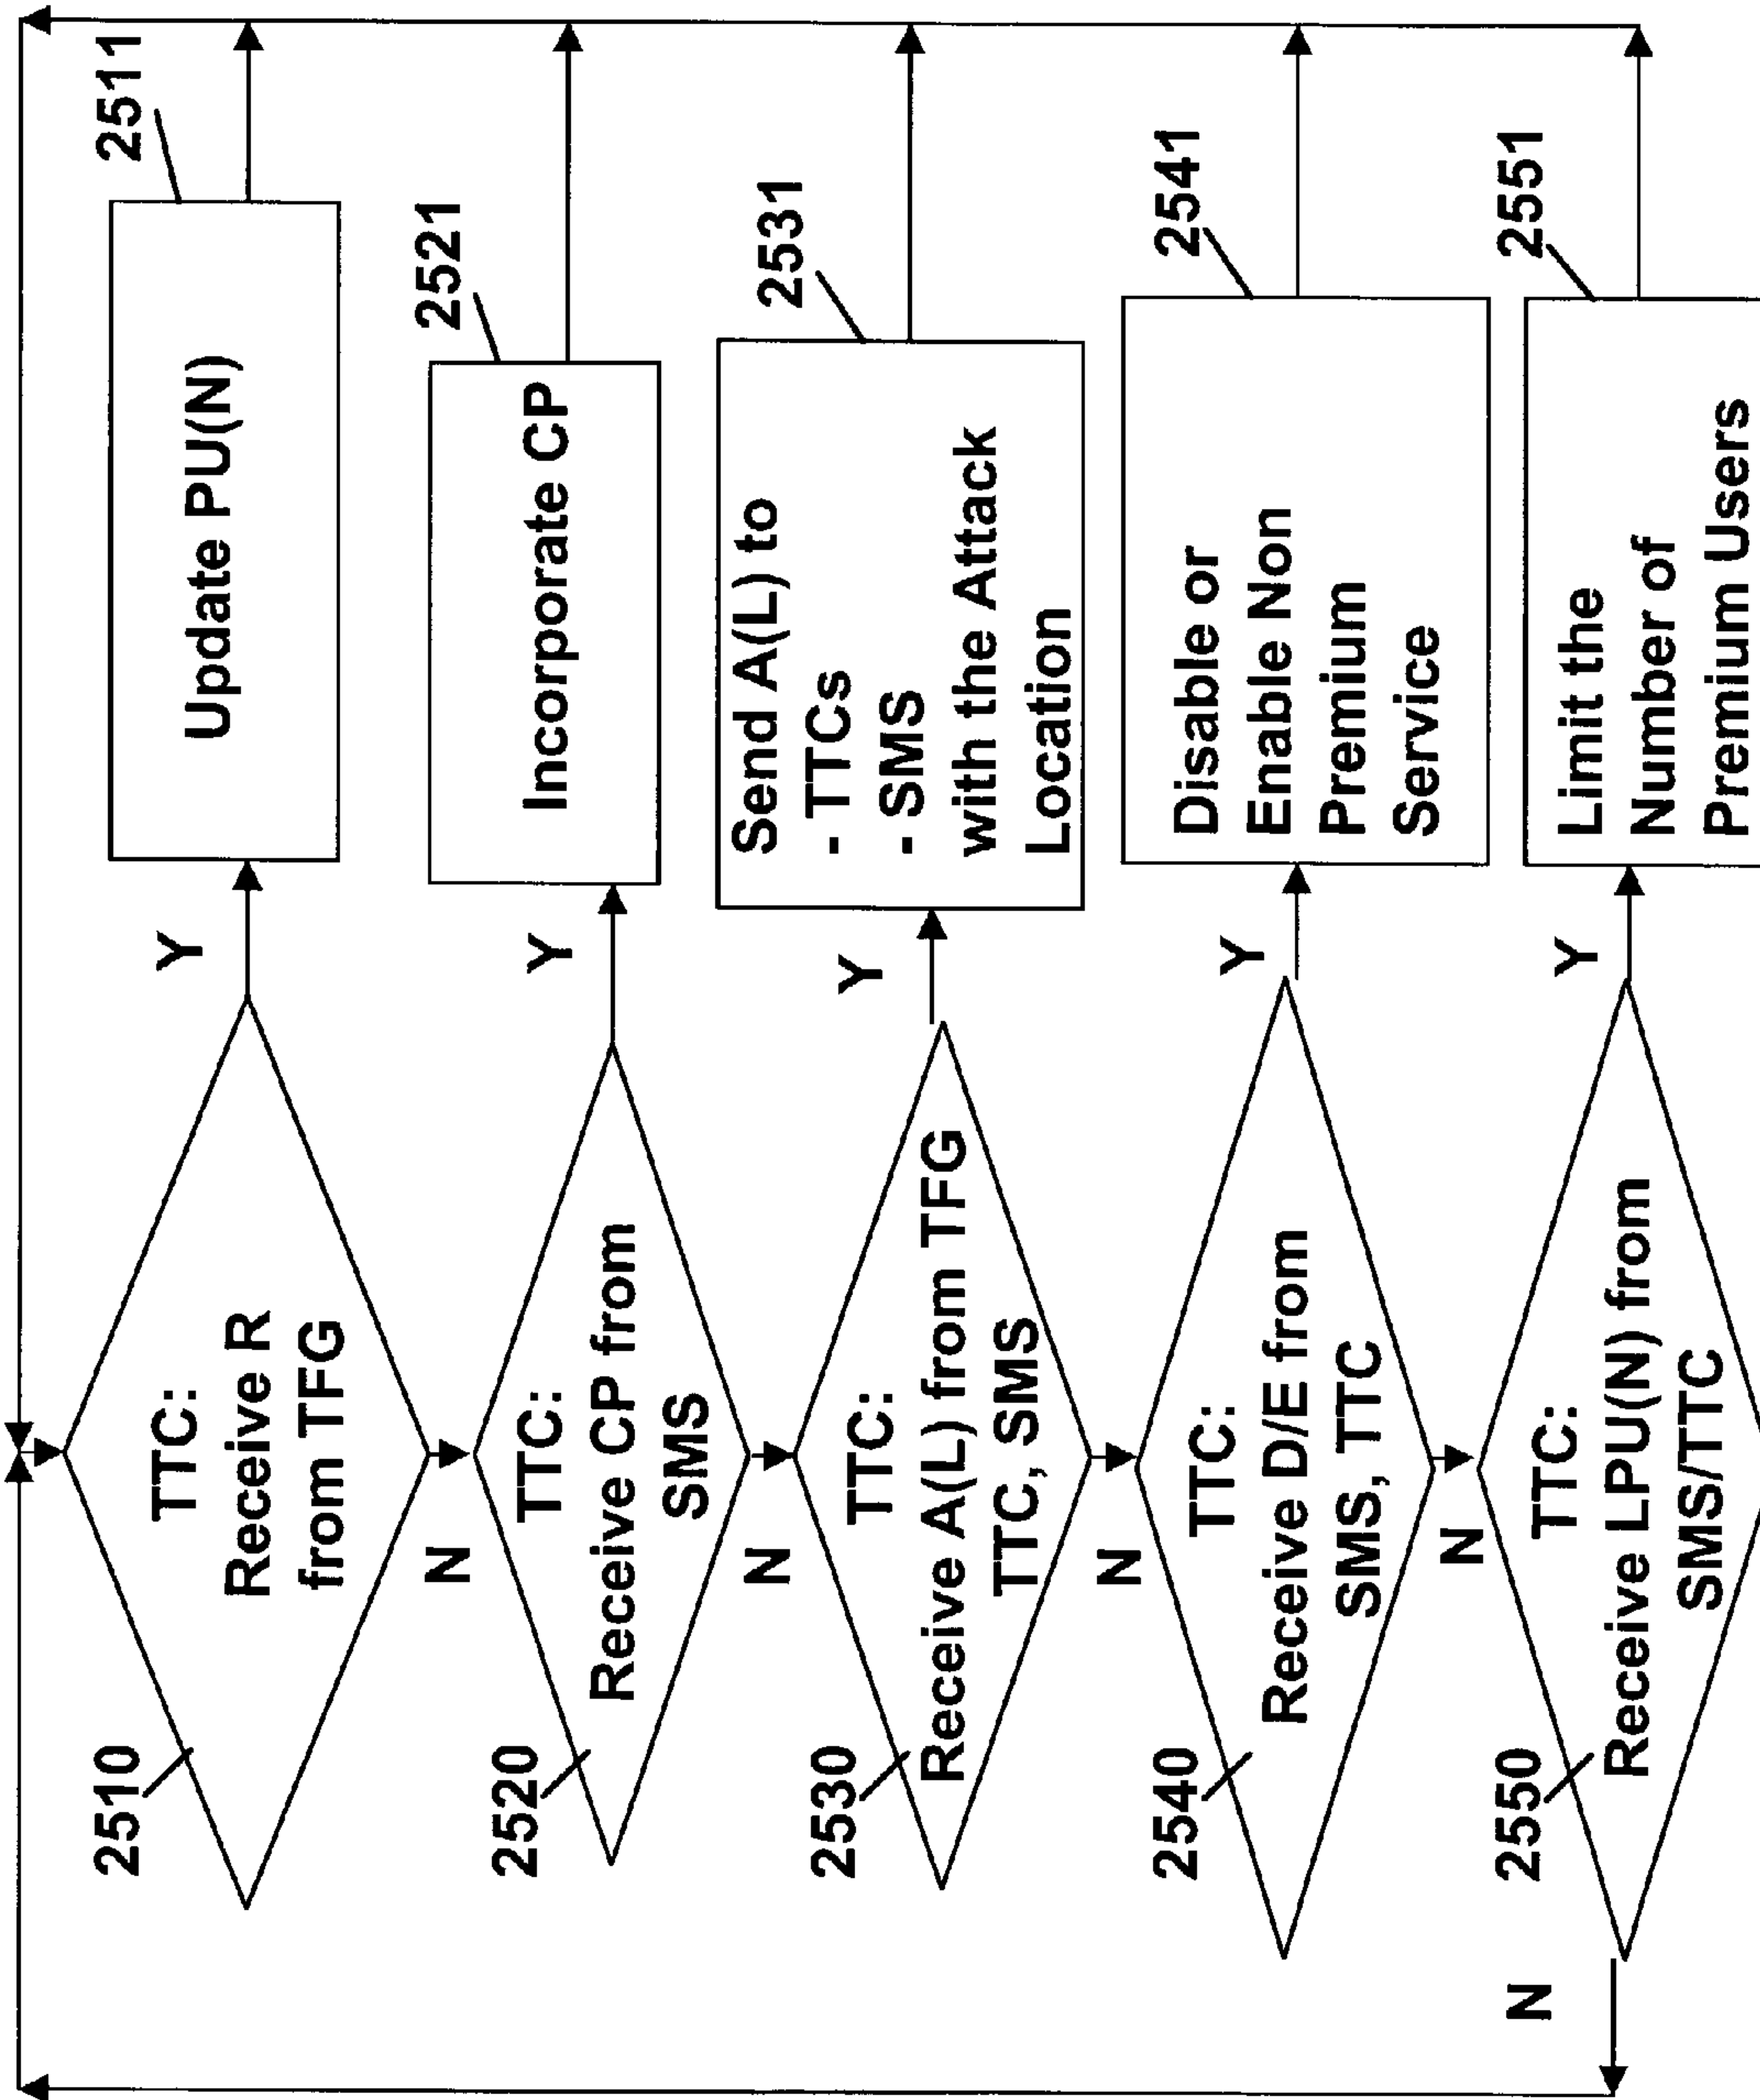 2510
TTC:
Receive R
from TFG
Y
Update PU(N)
2511
N
2520
TTC:
Receive CP from
SMS
Y
Incorporate CP
2521
N
2530
TTC:
Receive A(L) from TFG
TTC, SMS
Y
Send A(L) to
- TTCs
- SMS
with the Attack
Location
2531
N
2540
TTC:
Receive D/E from
SMS, TTC
Y
Disable or
Enable Non
Premium
Service
2541
N
2550
TTC:
Receive LPU(N) from
SMS/TTC
Y
Limit the
Number of
Premium Users
2551
N